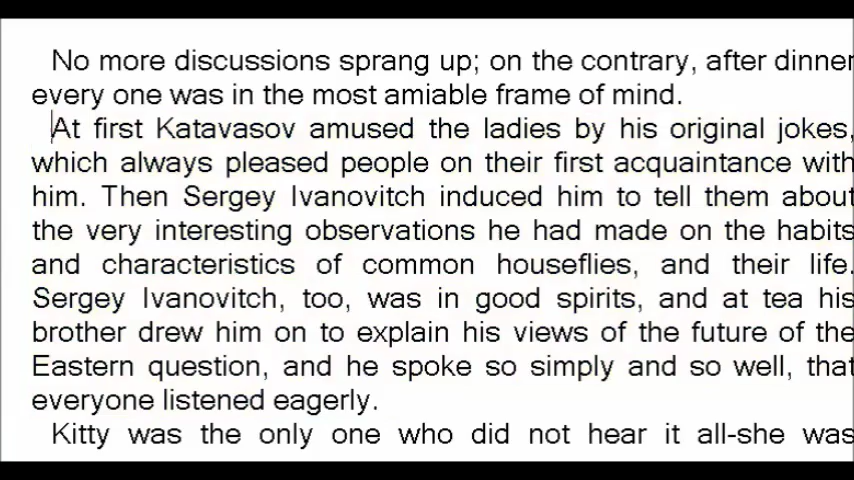 No more discussions sprang up; on the contrary, after dinner
every one was in the most amiable frame of mind.
At first Katavasov amused the ladies by his original jokes,
which always pleased people on their first acquaintance with
him. Then Sergey Ivanovitch induced him to tell them about
the very interesting observations he had made on the habits
and characteristics of common houseflies, and their life.
Sergey Ivanovitch, too, was in good spirits, and at tea his
brother drew him on to explain his views of the future of the
Eastern question, and he spoke so simply and so well, that
everyone listened eagerly.
Kitty was the only one who did not hear it all-she was